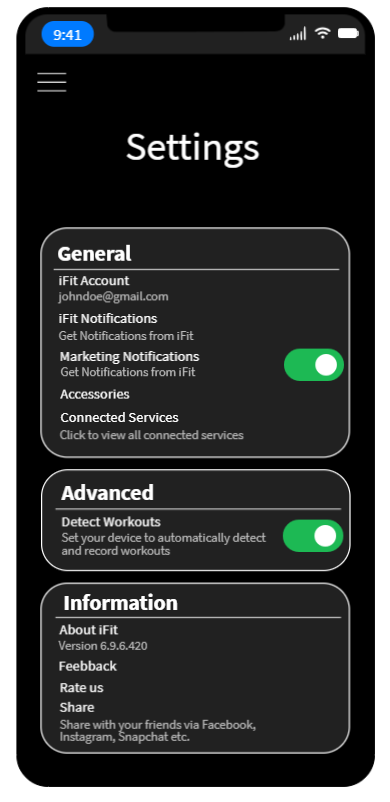 9:41
Settings
General
iFit Account
johndoe@gmail.com
iFit Notifications
Get Notifications from iFit
Marketing Notifications
Get Notifications from iFit
Accessories
Connected Services
Click to view all connected services
Advanced
Detect Workouts
Set your device to automatically detect
and record workouts
Information
About iFit
Version 6.9.6.420
Feebback
Rate us
Share
Share with your friends via Facebook,
Instagram, Snapchat etc.